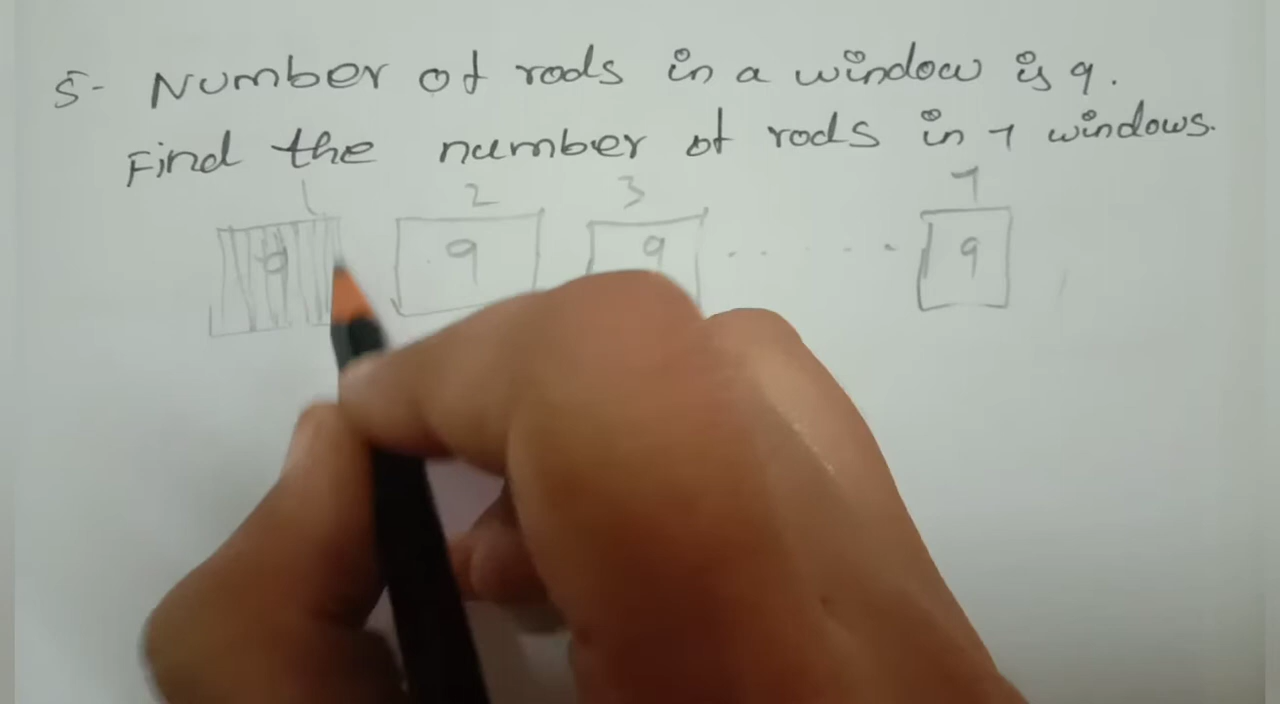 5- Number of rods in a window is 9.
Find the number of rods in 7 windows.
1 2 3 7
9 9 9 ..... 9